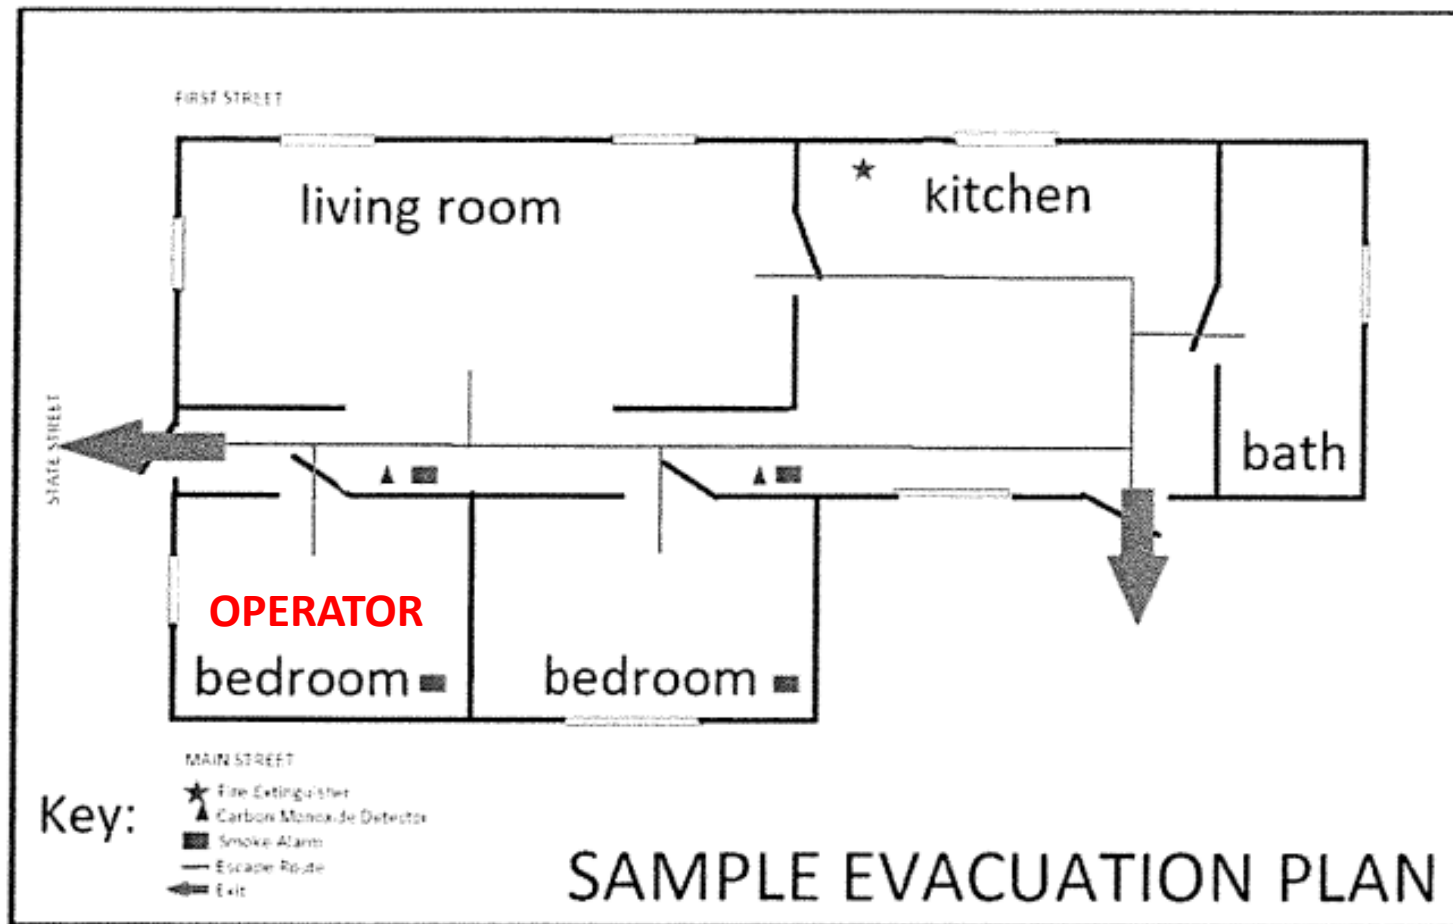 FIRST STREET
living room
kitchen
STATE STREET
bath
OPERATOR
bedroom
bedroom
MAIN STREET
Key:
Fire Extinguisher
Carbon Monoxide Detector
Smoke Alarm
Escape Route
Exit
SAMPLE EVACUATION PLAN